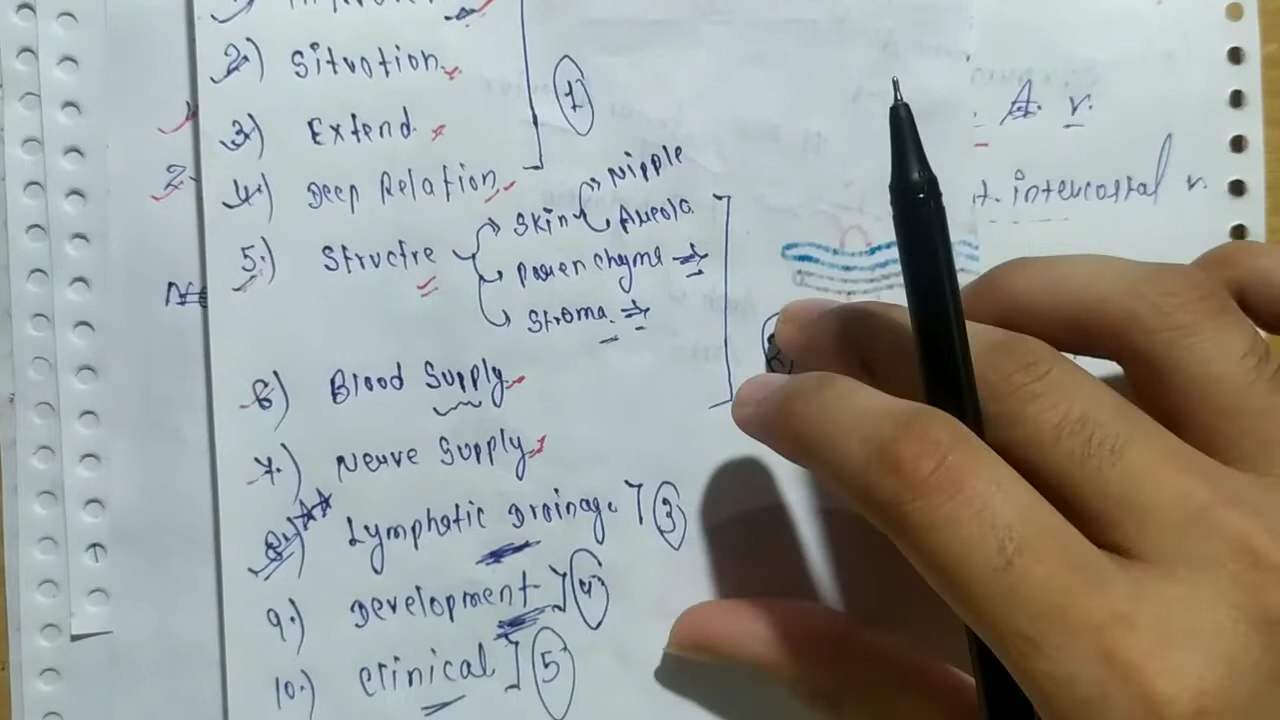 2.) Situation
3.) Extend
4.) Deep Relation
5.) Structre Skin Nipple
Areola
parenchyma
Stroma
6) Blood Supply
7.) Nerve Supply
8.) Lymphatic Drainage 3
9.) Development 4
10.) Clinical 5
1
A. v.
t. intercostal v.